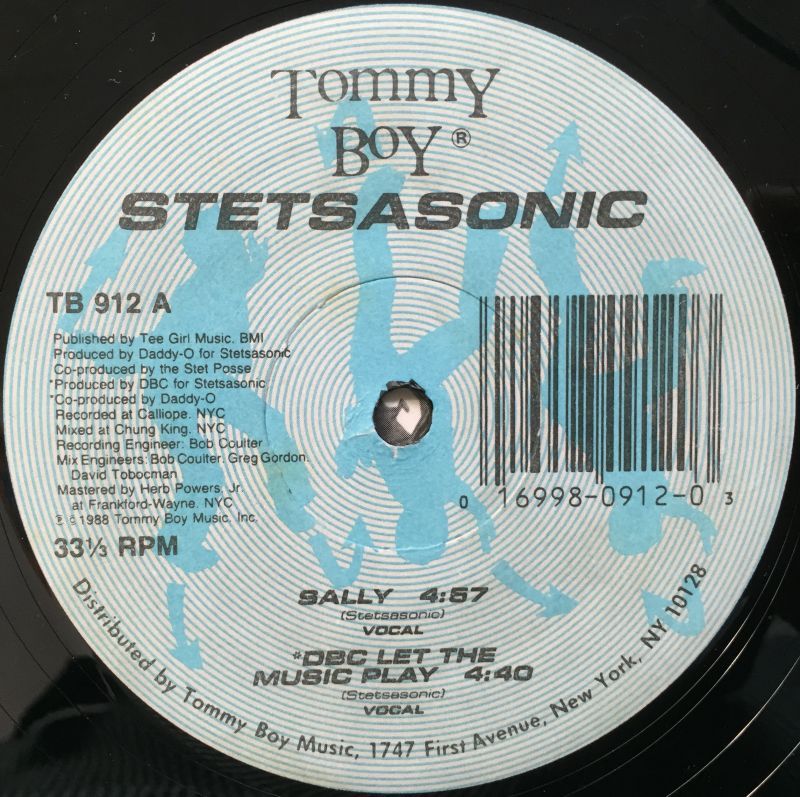 Tommy
Boy®
STETSASONIC
TB 912 A
Published by Tee Girl Music, BMI
Produced by Daddy-O for Stetsasonic
Co-produced by the Stet Posse
*Produced by DBC for Stetsasonic
*Co-produced by Daddy-O
Recorded at Calliope, NYC
Mixed at Chung King, NYC
Recording Engineer: Bob Coulter
Mix Engineers: Bob Coulter, Greg Gordon,
David Tobocman
Mastered by Herb Powers, Jr.
at Frankford-Wayne, NYC
℗ © 1988 Tommy Boy Music, Inc.
33⅓ RPM
0 16998-0912-0 3
SALLY 4:57
(Stetsasonic)
VOCAL
*DBC LET THE
MUSIC PLAY 4:40
(Stetsasonic)
VOCAL
Distributed by Tommy Boy Music, 1747 First Avenue, New York, NY 10128